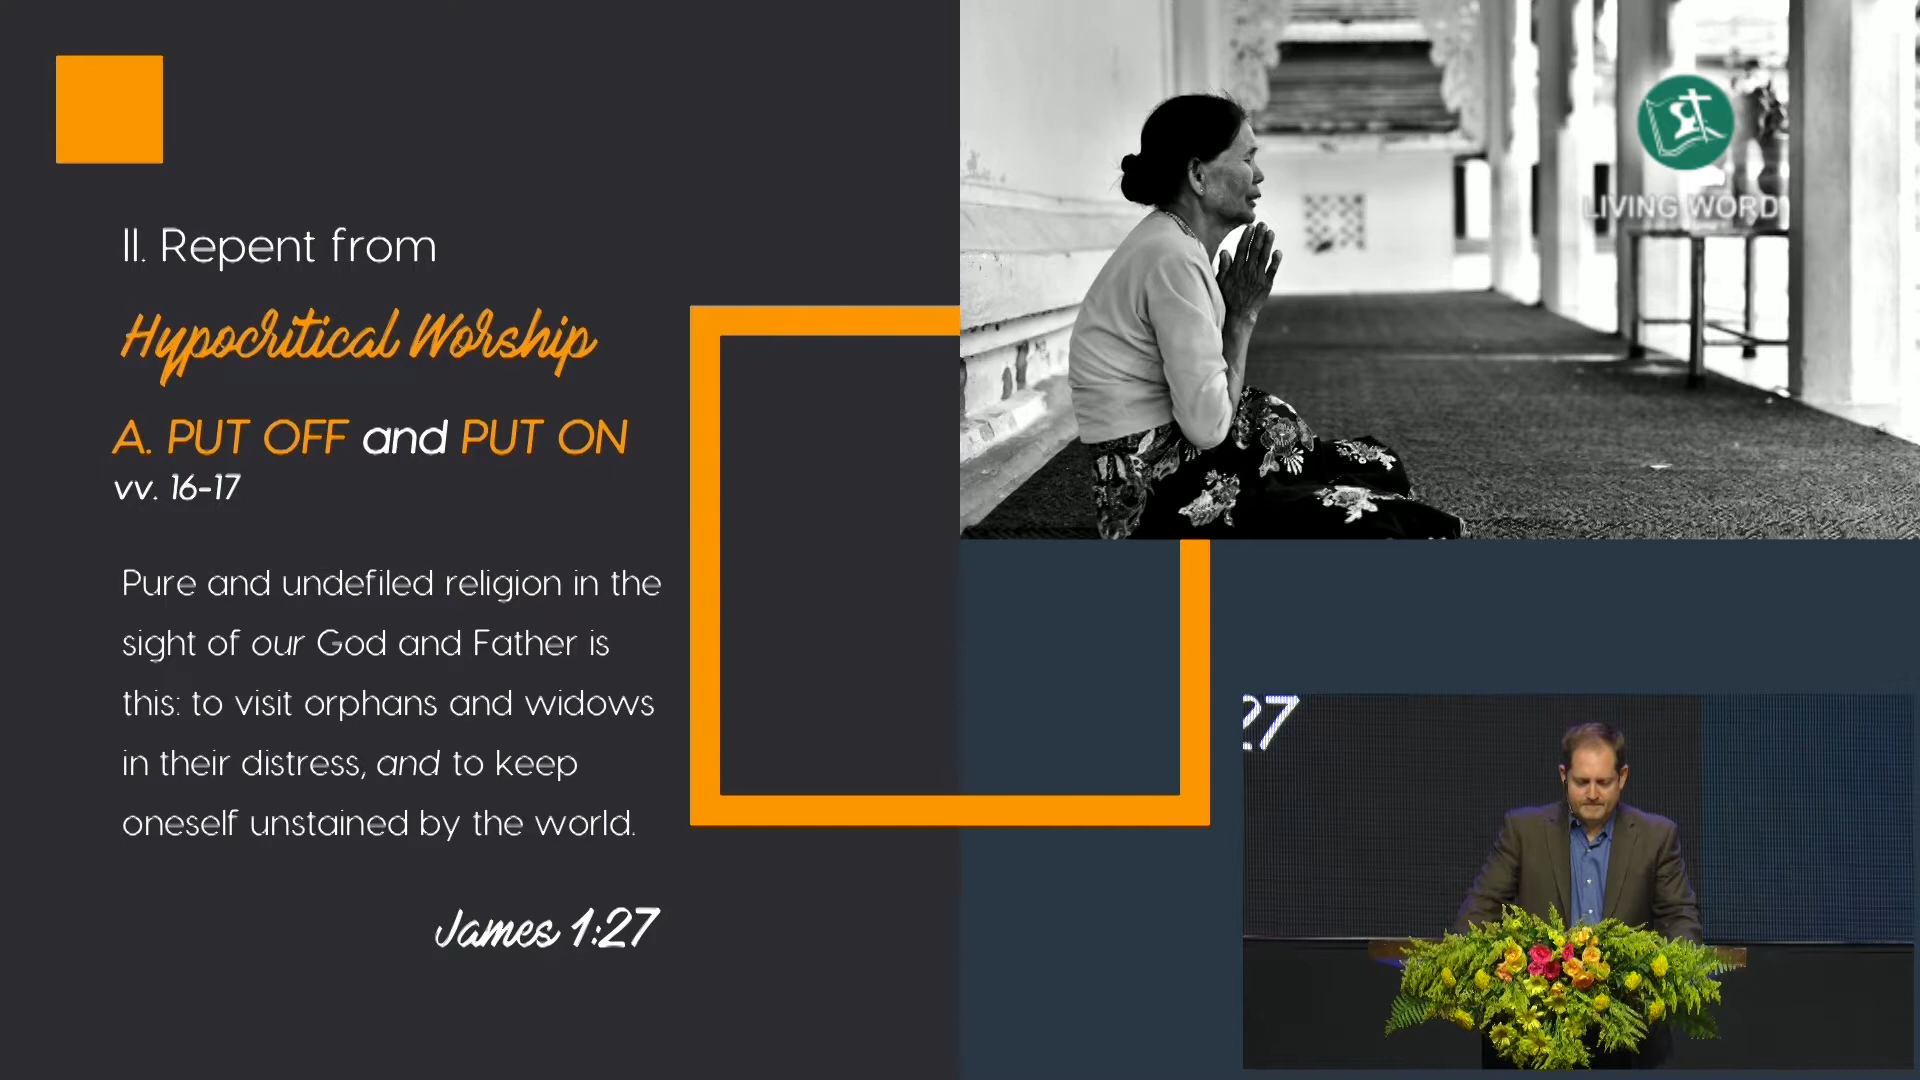 II. Repent from
Hypocritical Worship
A. PUT OFF and PUT ON
vv. 16-17
Pure and undefiled religion in the
sight of our God and Father is
this: to visit orphans and widows
in their distress, and to keep
oneself unstained by the world.
James 1:27
LIVING WORD
27